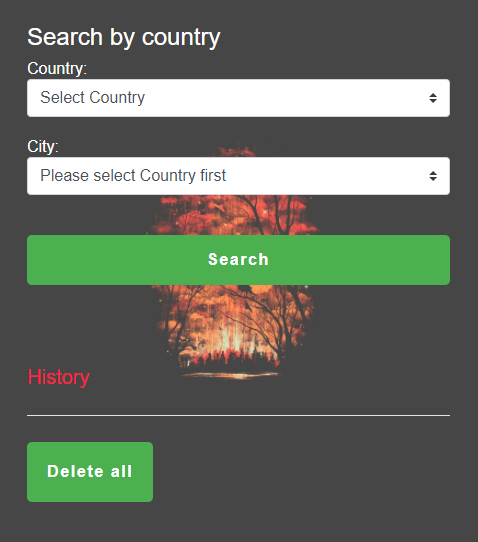 Search by country
Country:
Select Country
City:
Please select Country first
Search
History
Delete all